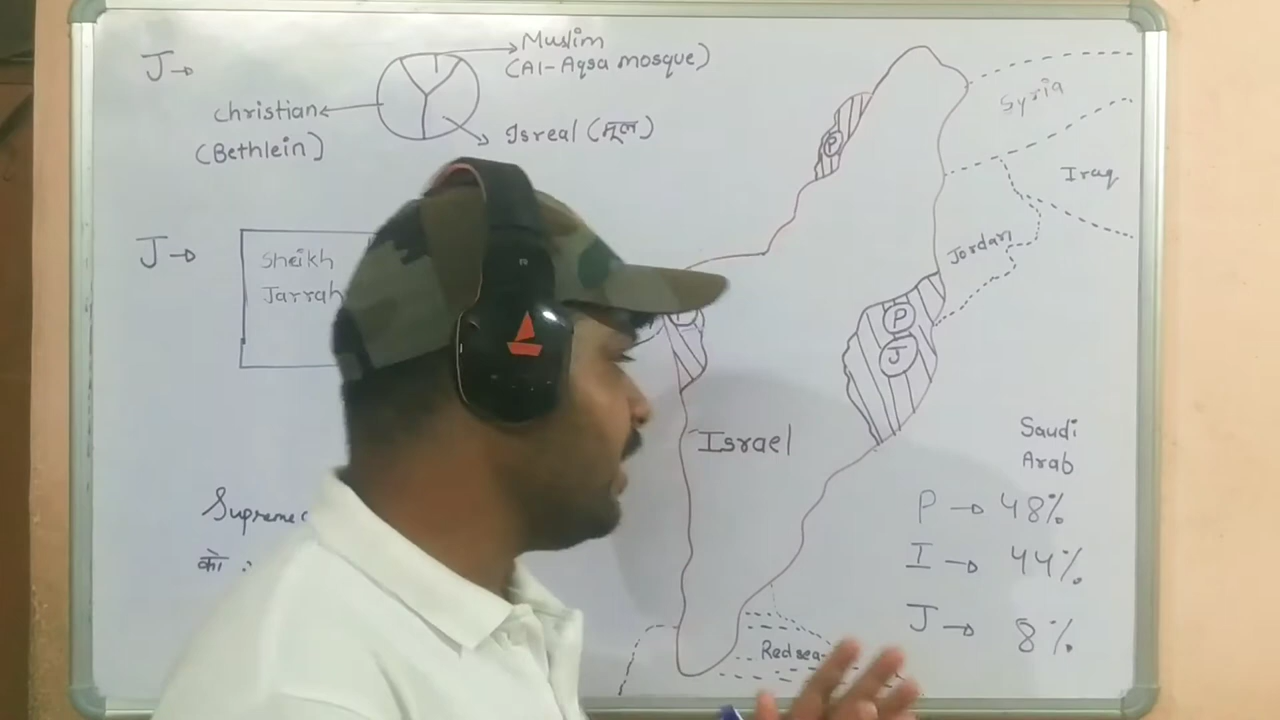 J→
Muslim
(Al-Aqsa mosque)
christian
(Bethlein)
Isreal (मूल)
J→
Sheikh
Jarrah
Supreme
को
P
Syria
Iraq
Jordan
P
J
Israel
Saudi
Arab
P → 48%
I → 44%
J → 8%
Red sea